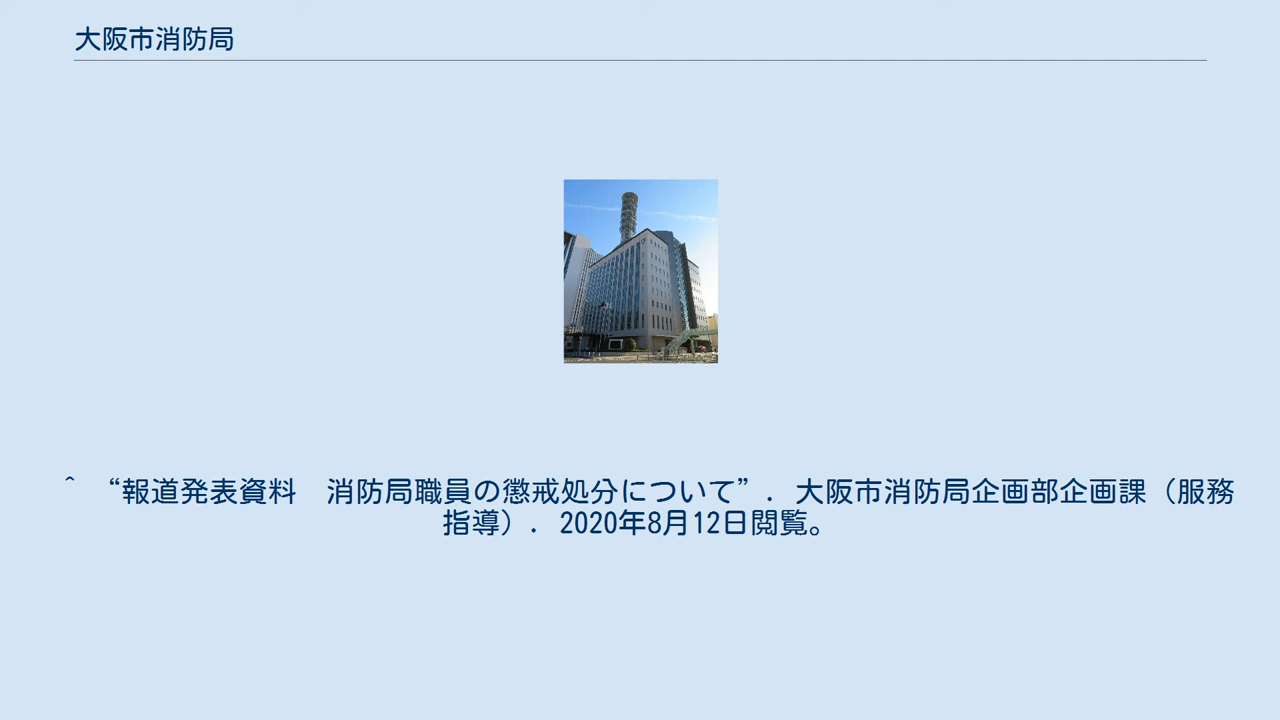 大阪市消防局
^ “報道発表資料　消防局職員の懲戒処分について”. 大阪市消防局企画部企画課（服務
指導）. 2020年8月12日閲覧。